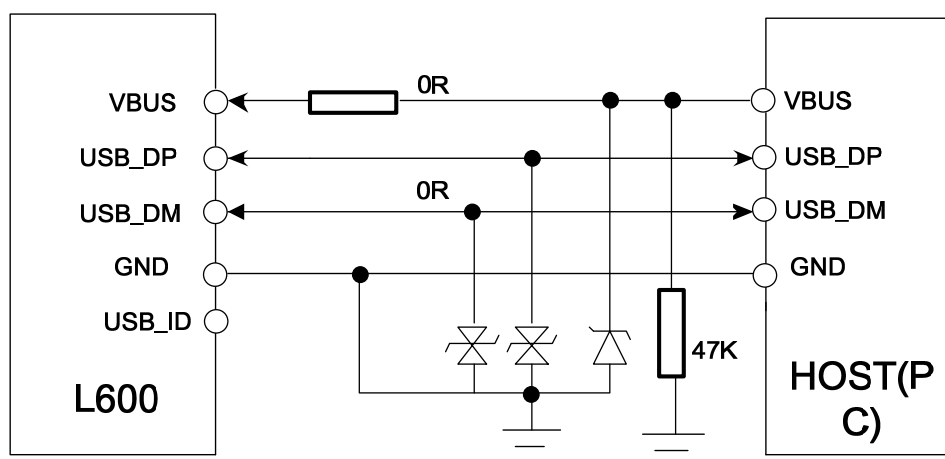 0R
VBUS
VBUS
USB_DP
USB_DP
0R
USB_DM
USB_DM
GND
GND
USB_ID
47K
L600
HOST(P
C)